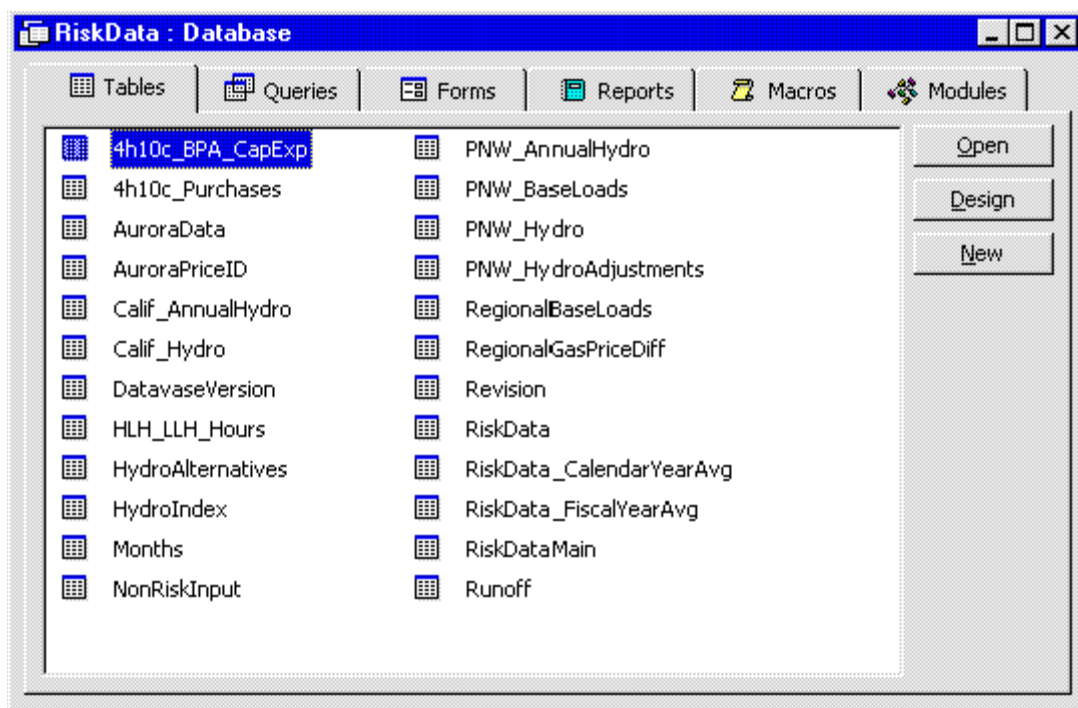 RiskData : Database
Tables Queries Forms Reports Macros Modules
4h10c_BPA_CapExp
4h10c_Purchases
AuroraData
AuroraPriceID
Calif_AnnualHydro
Calif_Hydro
DatavaseVersion
HLH_LLH_Hours
HydroAlternatives
HydroIndex
Months
NonRiskInput
PNW_AnnualHydro
PNW_BaseLoads
PNW_Hydro
PNW_HydroAdjustments
RegionalBaseLoads
RegionalGasPriceDiff
Revision
RiskData
RiskData_CalendarYearAvg
RiskData_FiscalYearAvg
RiskDataMain
Runoff
Open
Design
New